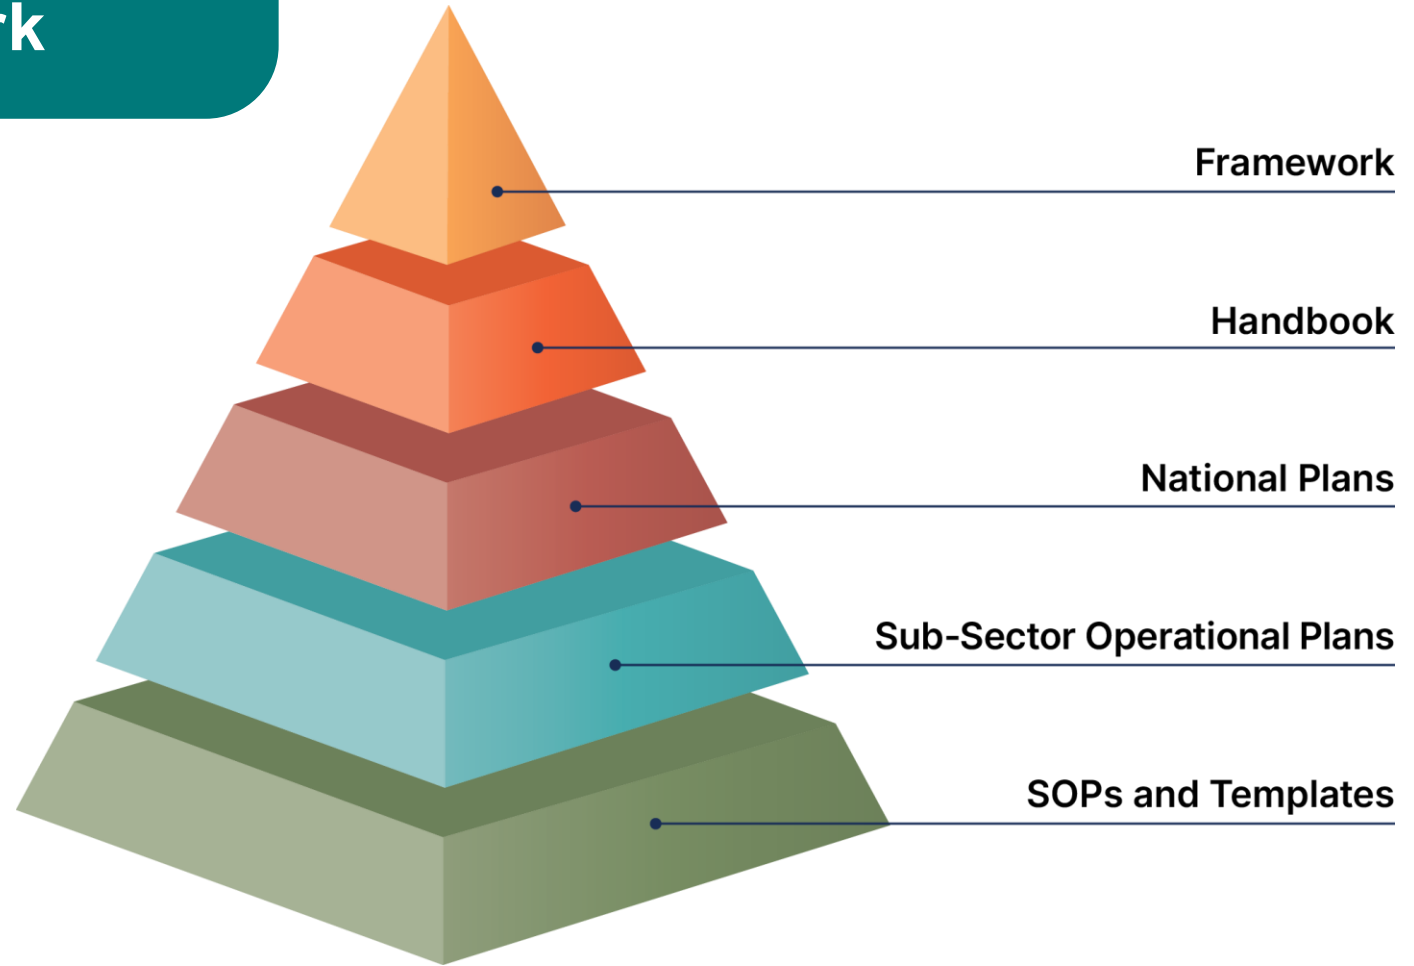 rk
Framework
Handbook
National Plans
Sub-Sector Operational Plans
SOPs and Templates